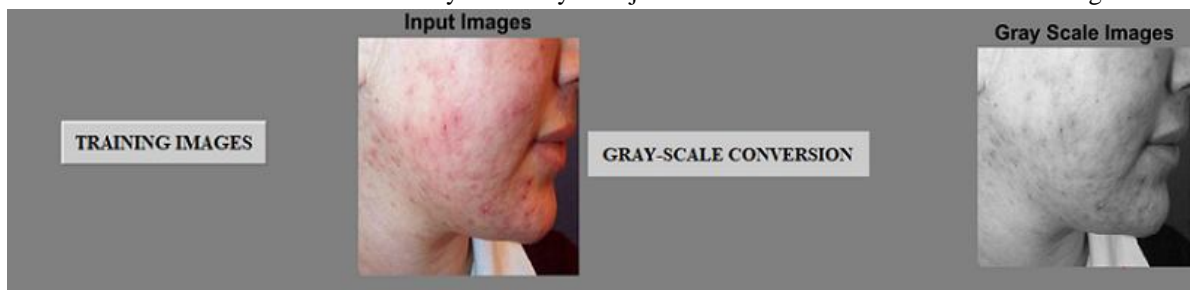 Input Images
Gray Scale Images
TRAINING IMAGES
GRAY-SCALE CONVERSION